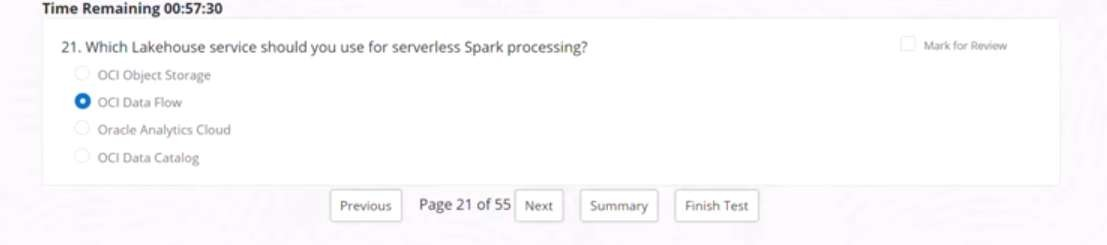 Time Remaining 00:57:30
21. Which Lakehouse service should you use for serverless Spark processing?
Mark for Review
OCI Object Storage
OCI Data Flow
Oracle Analytics Cloud
OCI Data Catalog
Previous Page 21 of 55 Next Summary Finish Test